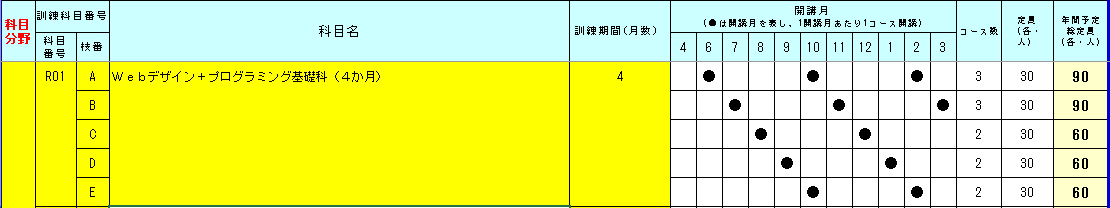 科目分野 訓練科目番号 科目名 訓練期間(月数) 開講月 コース数 定員(各・人) 年間予定総定員(各・人)
(●は開講月を表し、1開講月あたり1コース開講)
科目番号 枝番 4 6 7 8 9 10 11 12 1 2 3
R01 A Webデザイン+プログラミング基礎科(4か月) 4 ● ● ● 3 30 90
B ● ● ● 3 30 90
C ● ● 2 30 60
D ● ● 2 30 60
E ● ● 2 30 60